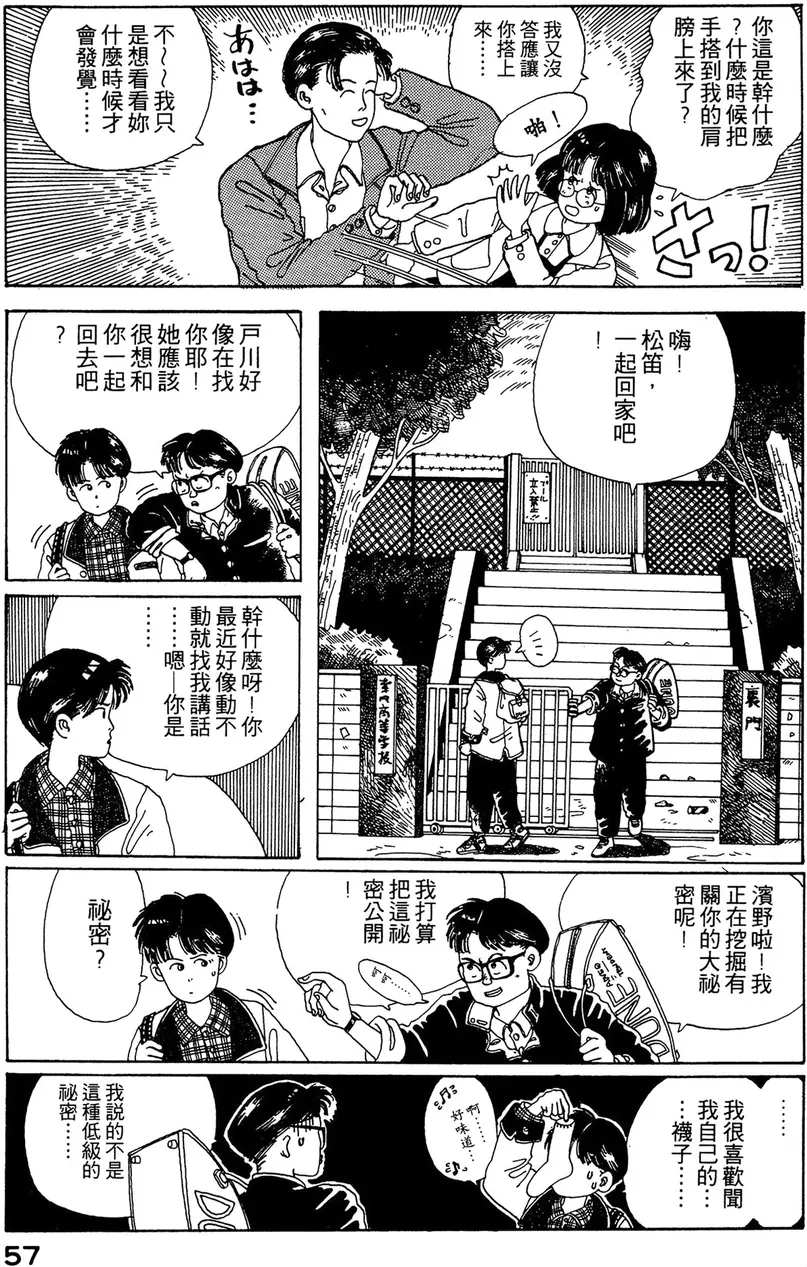 你這是幹什麼
?什麼時候把
手搭到我的肩
膀上來了?
我又沒
答應讓
你搭上
來…
啪!
あはは…
不~~我只
是想看看妳
什麼時候才
會發覺……
さっ!
嗨!
松笛,
一起回家吧
!
プール
立入禁止!!
裏門
戸川好
像在找
你耶!
她應該
很想和
你一起
回去吧
?
幹什麼呀!你
最近好像動不
動就找我講話
……嗯—你是
……
濱野啦!我
正在挖掘有
關你的大祕
密呢!
我打算
把這祕
密公開
!
祕密?
……
我很喜歡聞
我自己的…
…襪子……
啊……
好味道…
我說的不是
這種低級的
祕密……
57